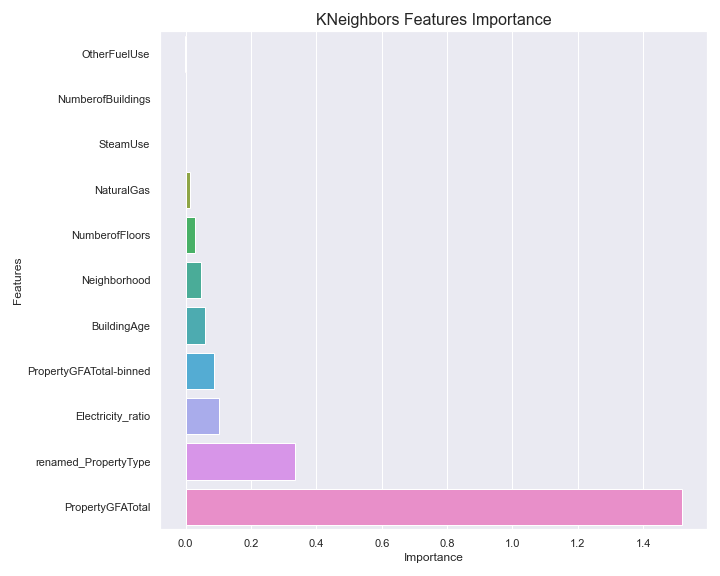 KNeighbors Features Importance
OtherFuelUse
NumberofBuildings
SteamUse
NaturalGas
NumberofFloors
Neighborhood
BuildingAge
PropertyGFATotal-binned
Electricity_ratio
renamed_PropertyType
PropertyGFATotal
Features
0.0 0.2 0.4 0.6 0.8 1.0 1.2 1.4
Importance